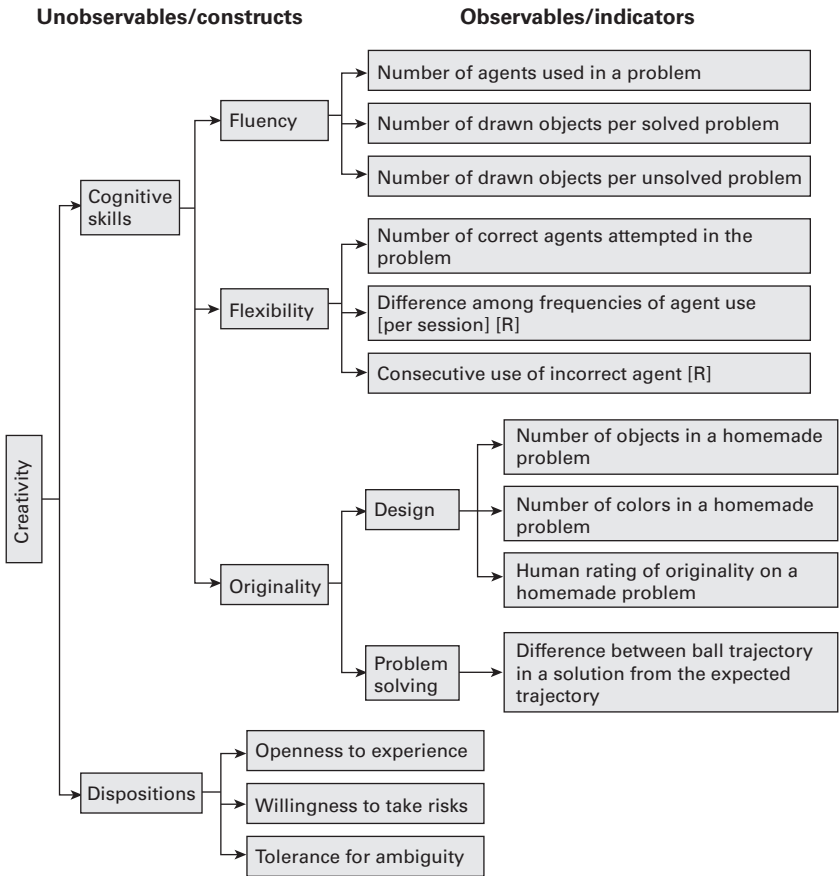 Unobservables/constructs
Observables/indicators
Creativity
Cognitive
skills
Fluency
Number of agents used in a problem
Number of drawn objects per solved problem
Number of drawn objects per unsolved problem
Flexibility
Number of correct agents attempted in the
problem
Difference among frequencies of agent use
[per session] [R]
Consecutive use of incorrect agent [R]
Originality
Design
Number of objects in a homemade
problem
Number of colors in a homemade
problem
Human rating of originality on a
homemade problem
Problem
solving
Difference between ball trajectory
in a solution from the expected
trajectory
Dispositions
Openness to experience
Willingness to take risks
Tolerance for ambiguity